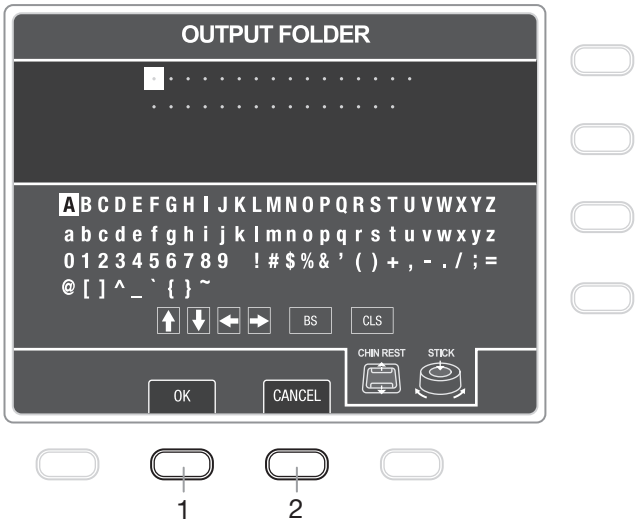 OUTPUT FOLDER
A B C D E F G H I J K L M N O P Q R S T U V W X Y Z
a b c d e f g h i j k l m n o p q r s t u v w x y z
0 1 2 3 4 5 6 7 8 9 ! # $ % & ’ ( ) + , - . / ; =
@ [ ] ^ _ ` { } ~
BS CLS
CHIN REST STICK
OK CANCEL
1 2